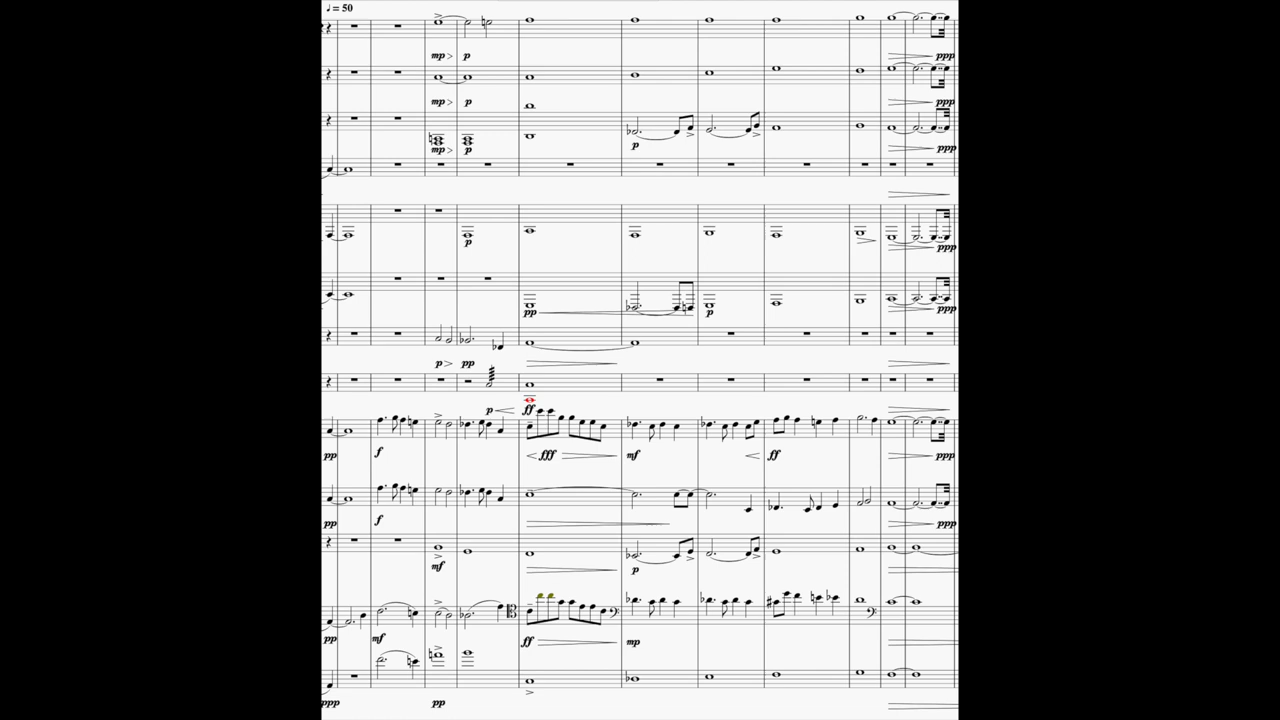 ♩ = 50
mp p ppp
mp p ppp
mp p p ppp
p ppp
pp p ppp
p pp
p ff
pp f fff mf ff ppp
pp f ppp
mf p
pp mf ff mp
ppp pp